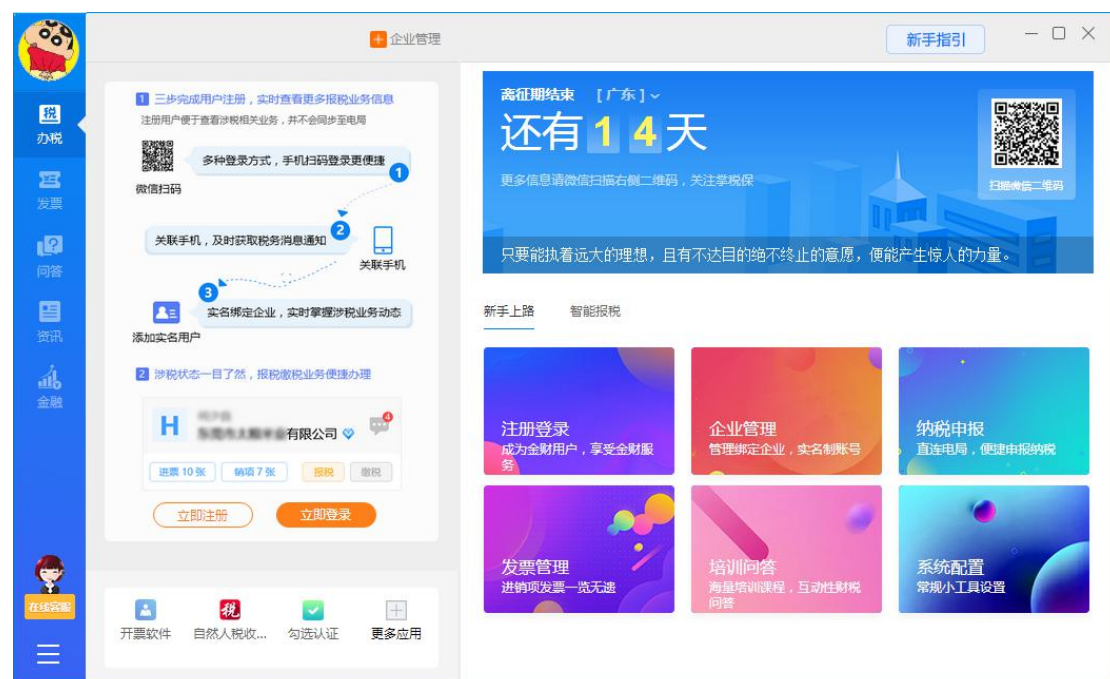 企业管理
新手指引
税
办税
发票
问答
资讯
金融
在线客服
1 三步完成用户注册，实时查看更多报税业务信息
注册用户便于查看涉税相关业务，并不会同步至电局
多种登录方式，手机扫码登录更便捷
1
微信扫码
关联手机，及时获取税务消息通知
2
关联手机
3
实名绑定企业，实时掌握涉税业务动态
添加实名用户
2 涉税状态一目了然，报税缴税业务便捷办理
H
有限公司
4
进票 10 张
销项 7 张
报税
缴税
立即注册
立即登录
税
开票软件
自然人税收...
勾选认证
更多应用
离征期结束 [广东]
还有14天
更多信息请微信扫描右侧二维码，关注掌税保
扫描微信二维码
只要能执着远大的理想，且有不达目的绝不终止的意愿，便能产生惊人的力量。
新手上路
智能报税
注册登录
成为金财用户，享受金财服
务
企业管理
管理绑定企业，实名制账号
纳税申报
直连电局，便捷申报纳税
发票管理
进销项发票一览无遗
培训问答
海量培训课程，互动性财税
问答
系统配置
常规小工具设置